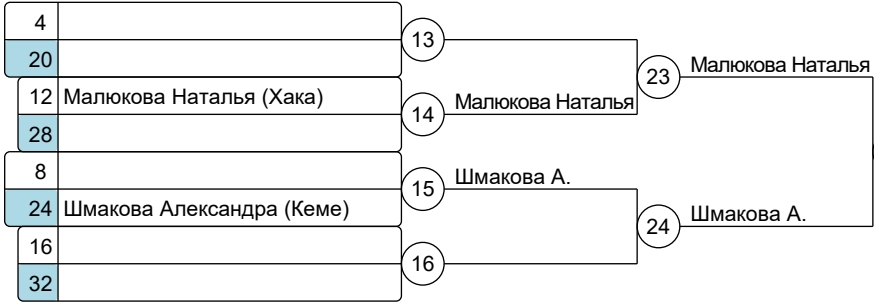 4
13
20
23 Малюкова Наталья
12 Малюкова Наталья (Хака)
14 Малюкова Наталья
28
8
15 Шмакова А.
24 Шмакова Александра (Кеме)
24 Шмакова А.
16
16
32